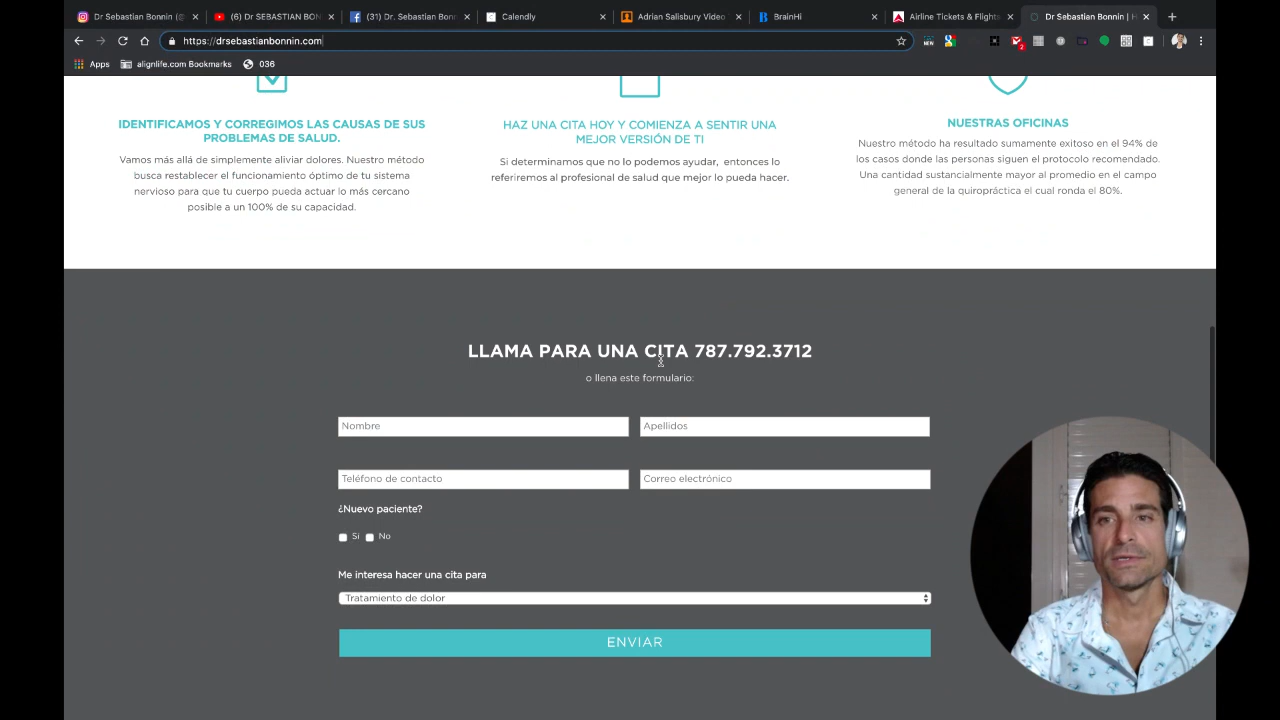 Dr Sebastian Bonnin (@
(6) Dr SEBASTIAN BON
(31) Dr. Sebastian Bonn
Calendly
Adrian Salisbury Video
BrainHi
Airline Tickets & Flights
Dr Sebastian Bonnin | H
https://drsebastianbonnin.com
Apps
alignlife.com Bookmarks
036
IDENTIFICAMOS Y CORREGIMOS LAS CAUSAS DE SUS
PROBLEMAS DE SALUD.
Vamos más allá de simplemente aliviar dolores. Nuestro método
busca restablecer el funcionamiento óptimo de tu sistema
nervioso para que tu cuerpo pueda actuar lo más cercano
posible a un 100% de su capacidad.
HAZ UNA CITA HOY Y COMIENZA A SENTIR UNA
MEJOR VERSIÓN DE TI
Si determinamos que no lo podemos ayudar, entonces lo
referiremos al profesional de salud que mejor lo pueda hacer.
NUESTRAS OFICINAS
Nuestro método ha resultado sumamente exitoso en el 94% de
los casos donde las personas siguen el protocolo recomendado.
Una cantidad sustancialmente mayor al promedio en el campo
general de la quiropráctica el cual ronda el 80%.
LLAMA PARA UNA CITA 787.792.3712
o llena este formulario:
Nombre
Apellidos
Teléfono de contacto
Correo electrónico
¿Nuevo paciente?
Si No
Me interesa hacer una cita para
Tratamiento de dolor
ENVIAR